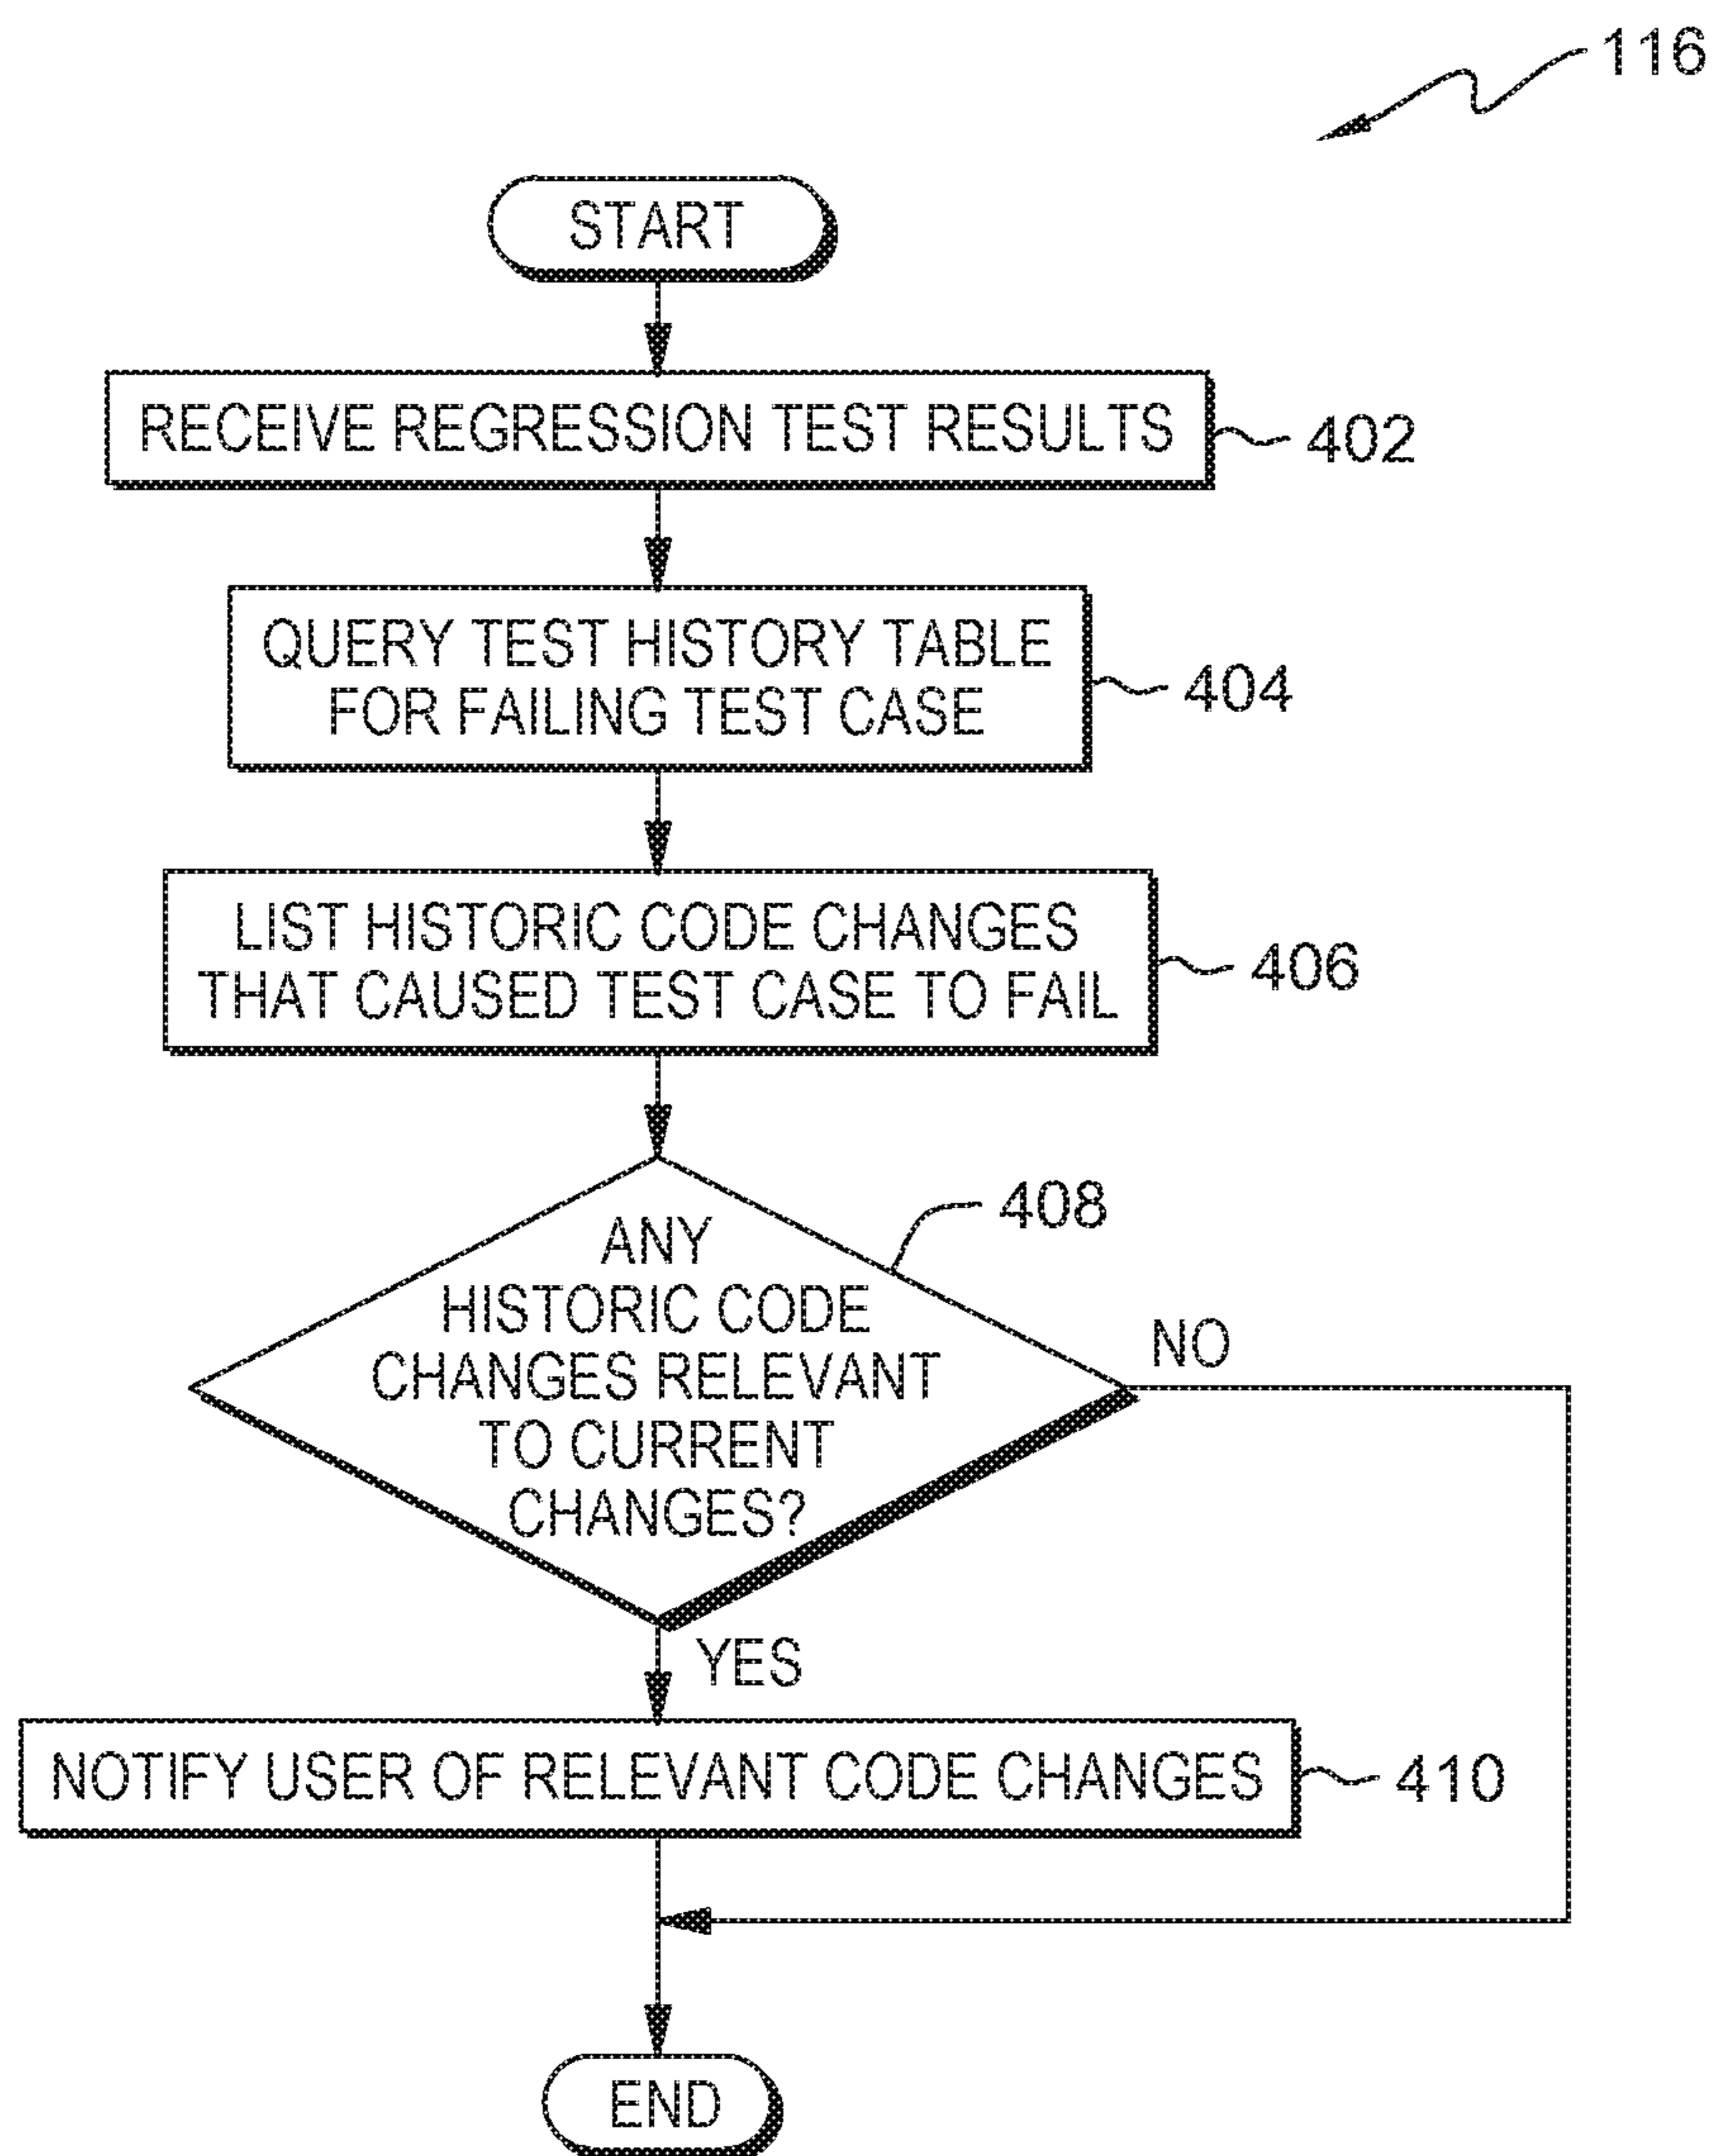 116
START
RECEIVE REGRESSION TEST RESULTS
402
QUERY TEST HISTORY TABLE
FOR FAILING TEST CASE
404
LIST HISTORIC CODE CHANGES
THAT CAUSED TEST CASE TO FAIL
406
408
ANY
HISTORIC CODE
CHANGES RELEVANT
TO CURRENT
CHANGES?
NO
YES
NOTIFY USER OF RELEVANT CODE CHANGES
410
END